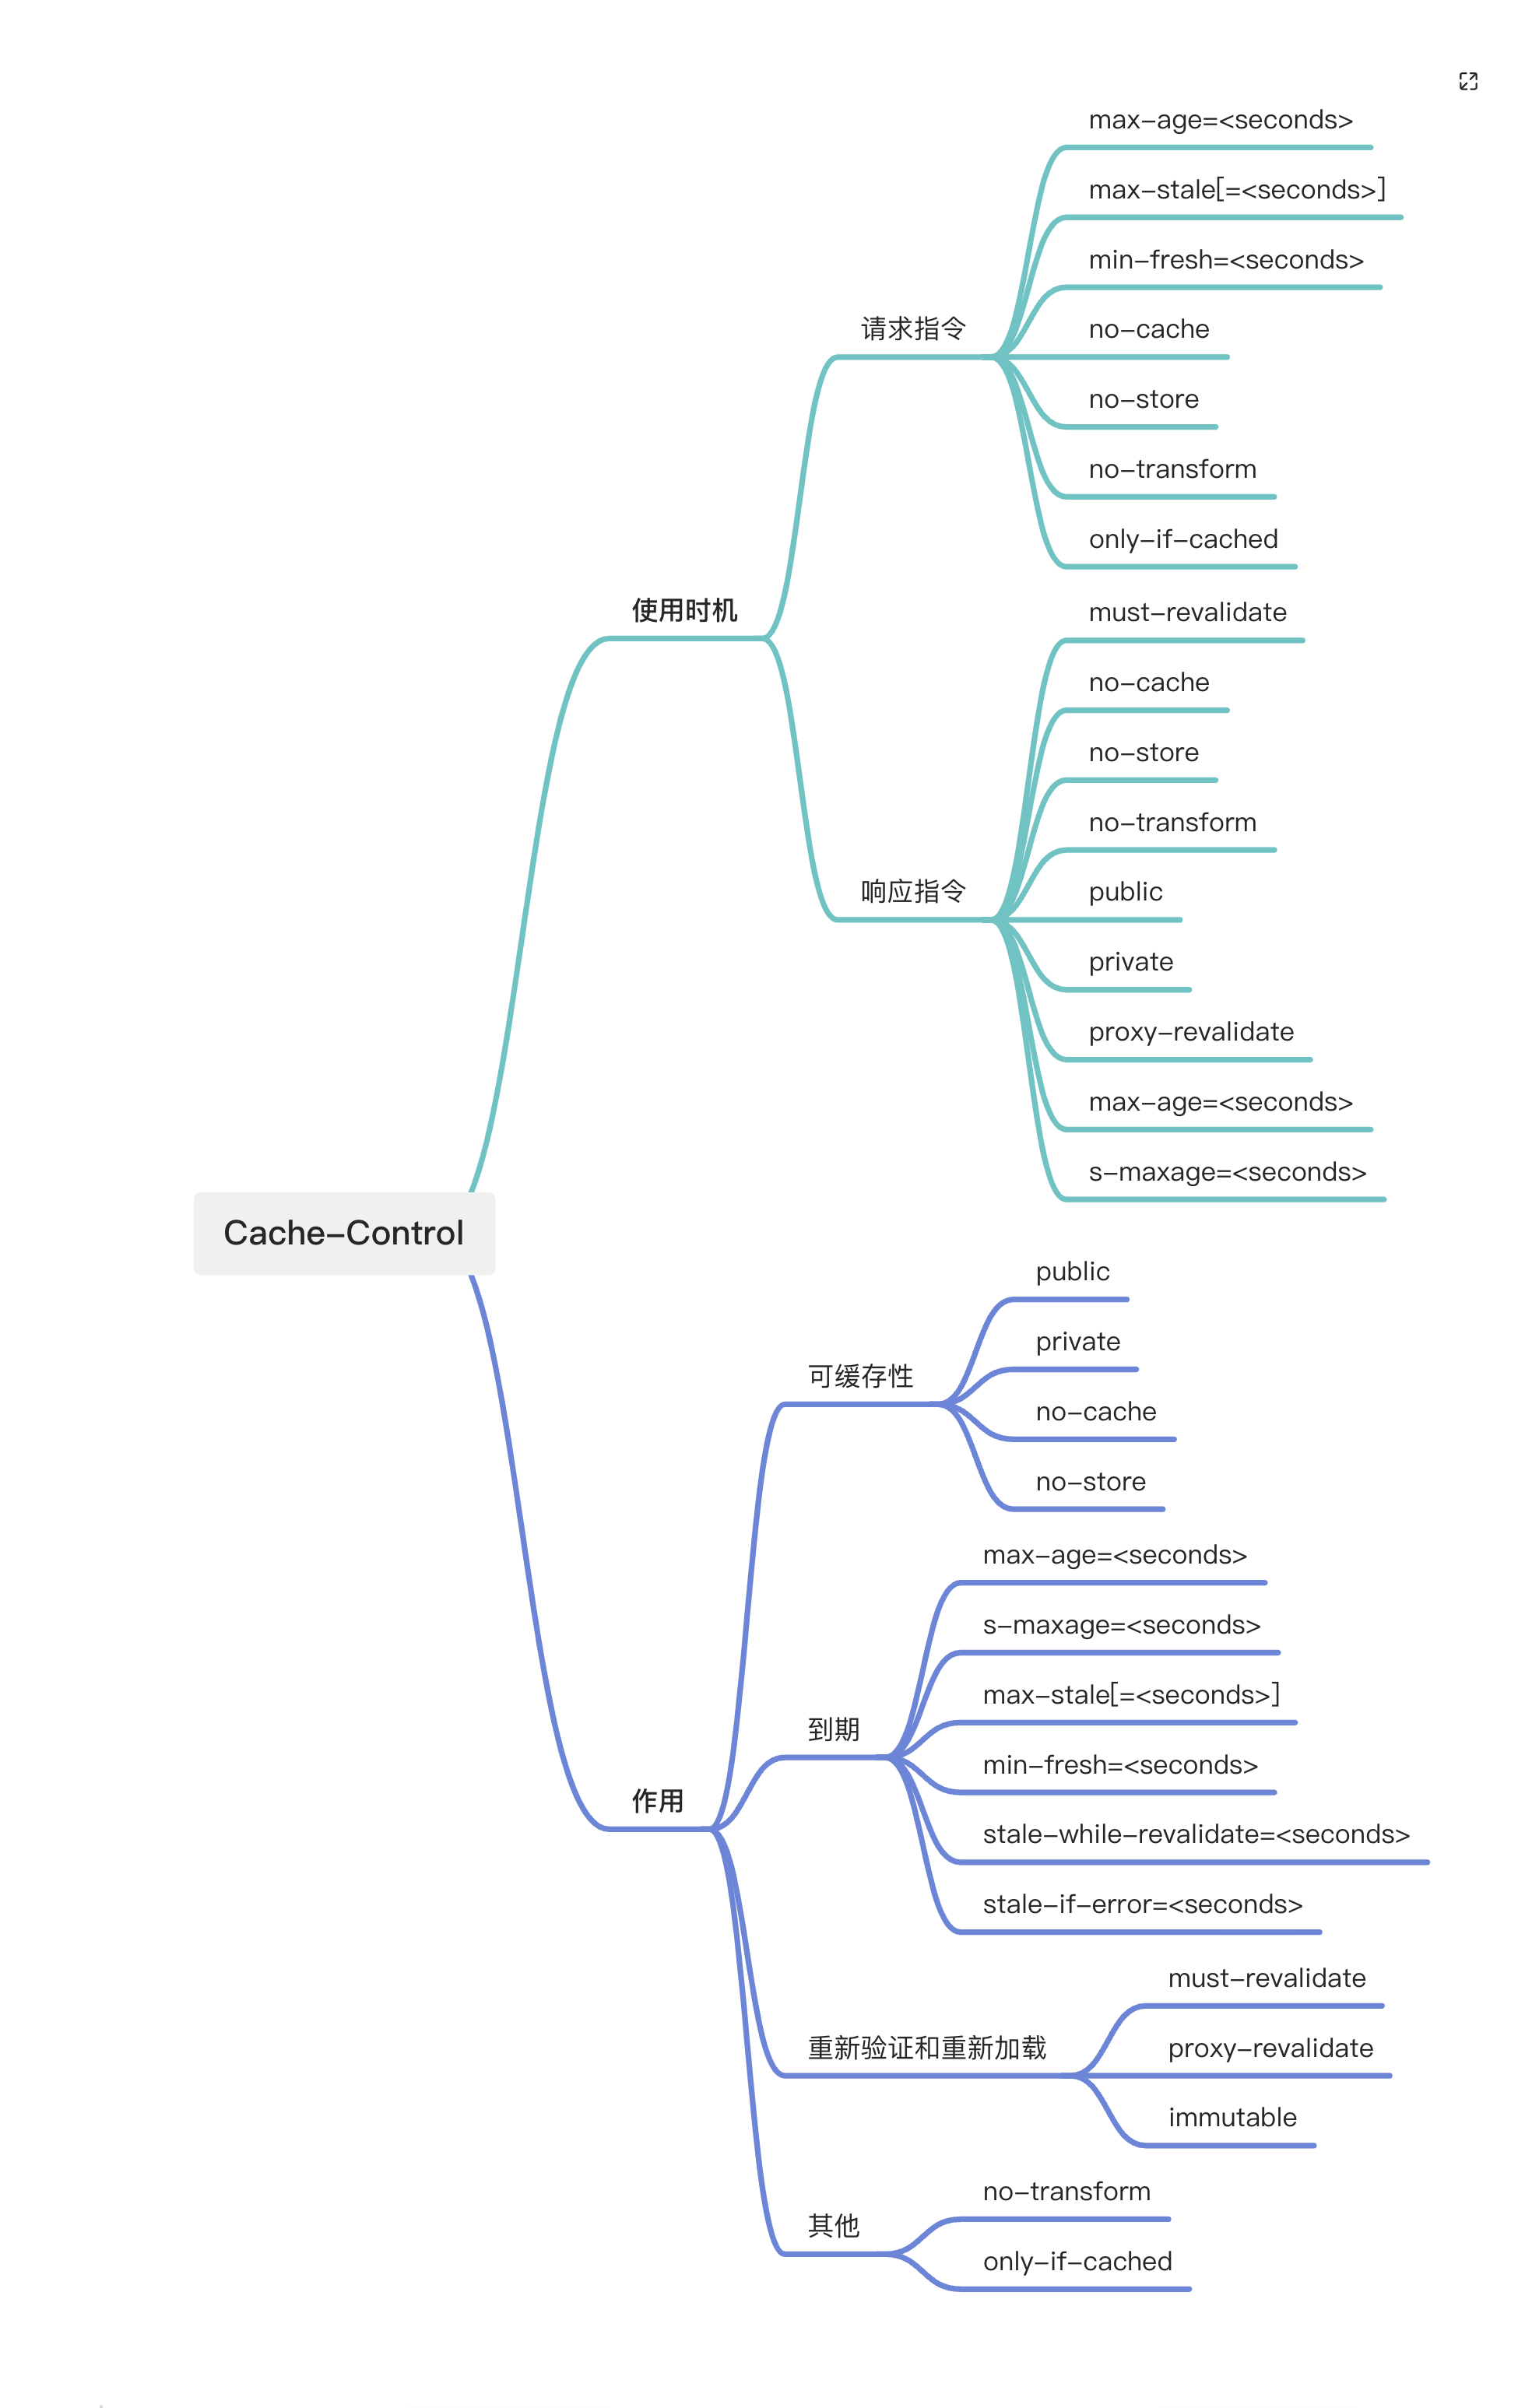 Cache-Control
使用时机
请求指令
max-age=<seconds>
max-stale[=<seconds>]
min-fresh=<seconds>
no-cache
no-store
no-transform
only-if-cached
响应指令
must-revalidate
no-cache
no-store
no-transform
public
private
proxy-revalidate
max-age=<seconds>
s-maxage=<seconds>
作用
可缓存性
public
private
no-cache
no-store
到期
max-age=<seconds>
s-maxage=<seconds>
max-stale[=<seconds>]
min-fresh=<seconds>
stale-while-revalidate=<seconds>
stale-if-error=<seconds>
重新验证和重新加载
must-revalidate
proxy-revalidate
immutable
其他
no-transform
only-if-cached